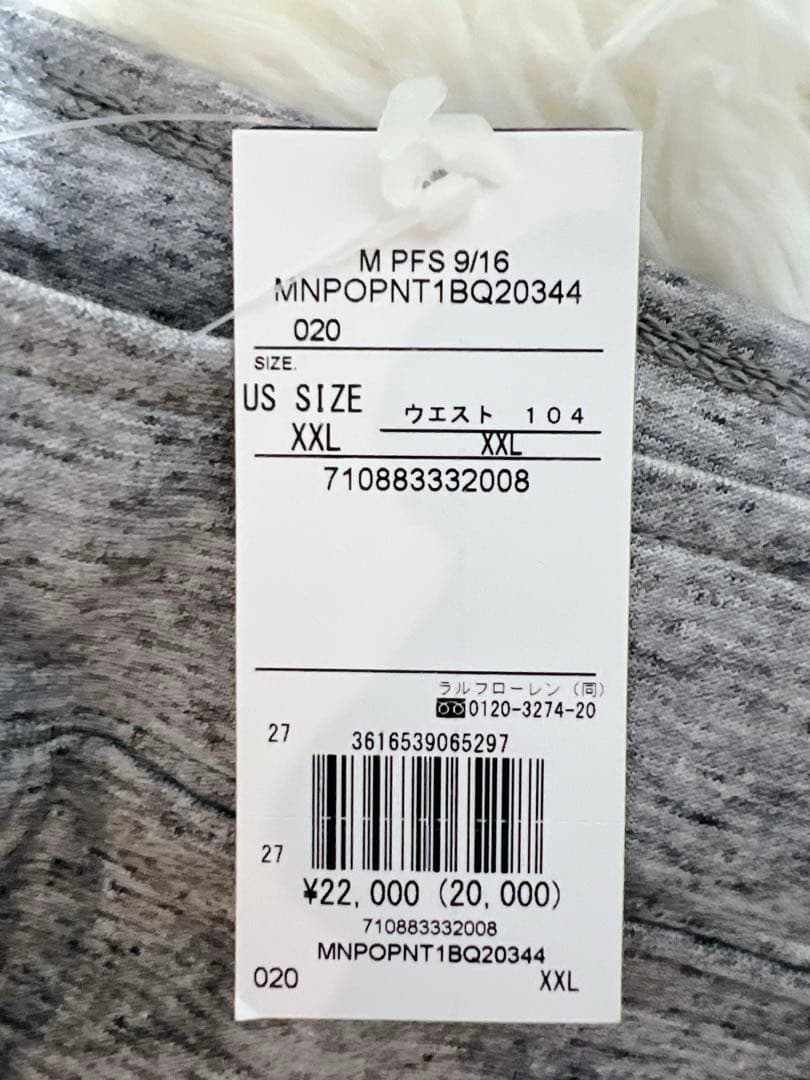 M PFS 9/16
MNPOPNT1BQ20344
020
SIZE.
US SIZE
XXL
ウエスト 104
XXL
710883332008
ラルフローレン(同)
0120-3274-20
27
3616539065297
27
¥22,000 (20,000)
710883332008
MNPOPNT1BQ20344
020 XXL